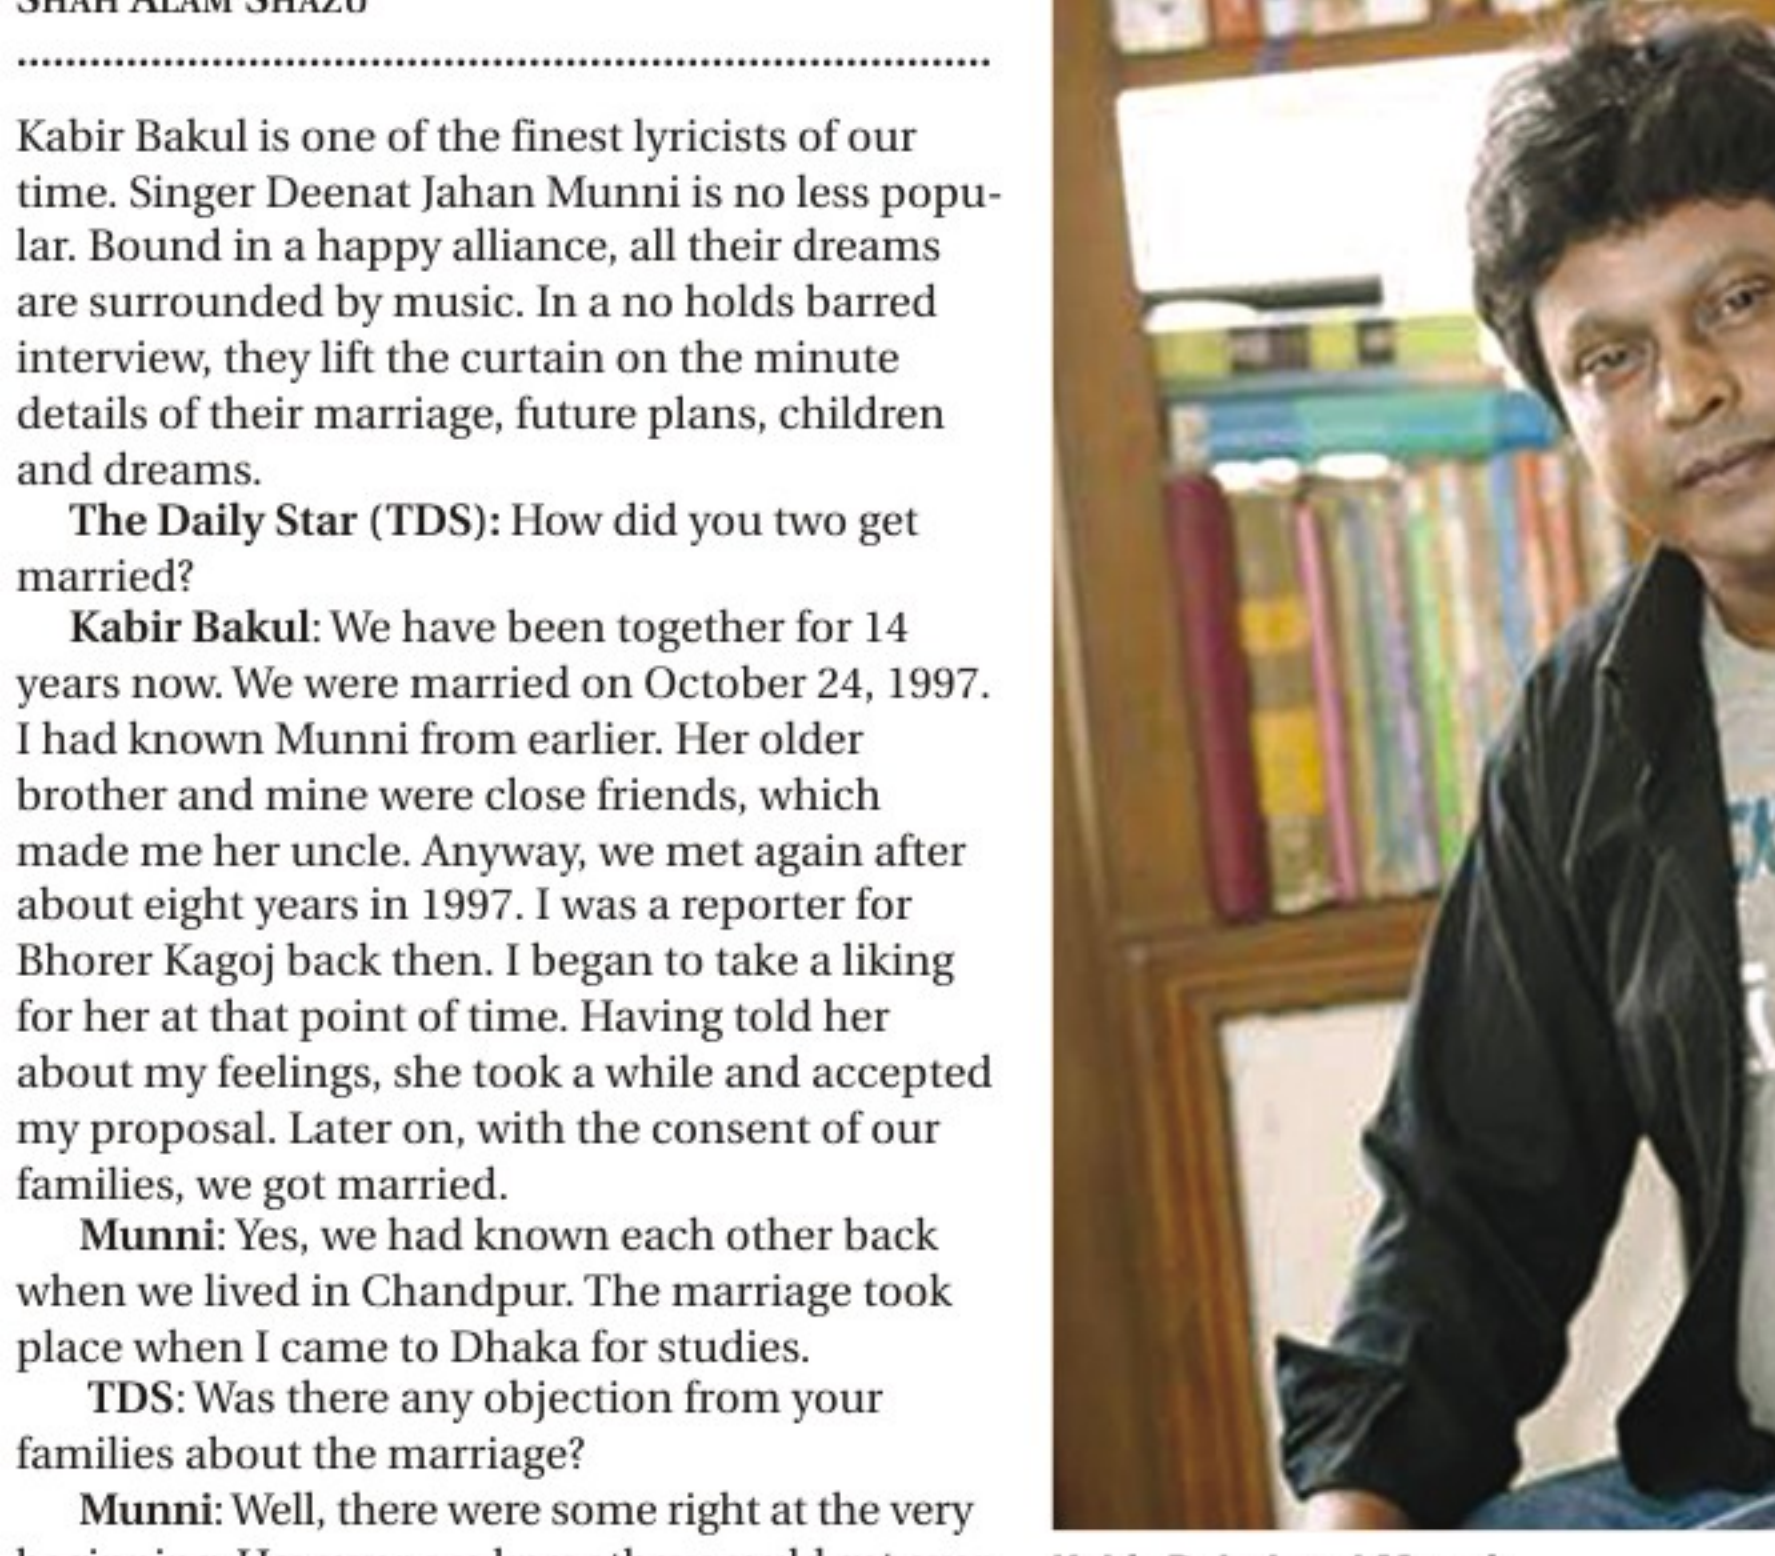 SHAH ALAM SHAZU
Kabir Bakul is one of the finest lyricists of our
time. Singer Deenat Jahan Munni is no less popu-
lar. Bound in a happy alliance, all their dreams
are surrounded by music. In a no holds barred
interview, they lift the curtain on the minute
details of their marriage, future plans, children
and dreams.
The Daily Star (TDS): How did you two get
married?
Kabir Bakul: We have been together for 14
years now. We were married on October 24, 1997.
I had known Munni from earlier. Her older
brother and mine were close friends, which
made me her uncle. Anyway, we met again after
about eight years in 1997. I was a reporter for
Bhorer Kagoj back then. I began to take a liking
for her at that point of time. Having told her
about my feelings, she took a while and accepted
my proposal. Later on, with the consent of our
families, we got married.
Munni: Yes, we had known each other back
when we lived in Chandpur. The marriage took
place when I came to Dhaka for studies.
TDS: Was there any objection from your
families about the marriage?
Munni: Well, there were some right at the very